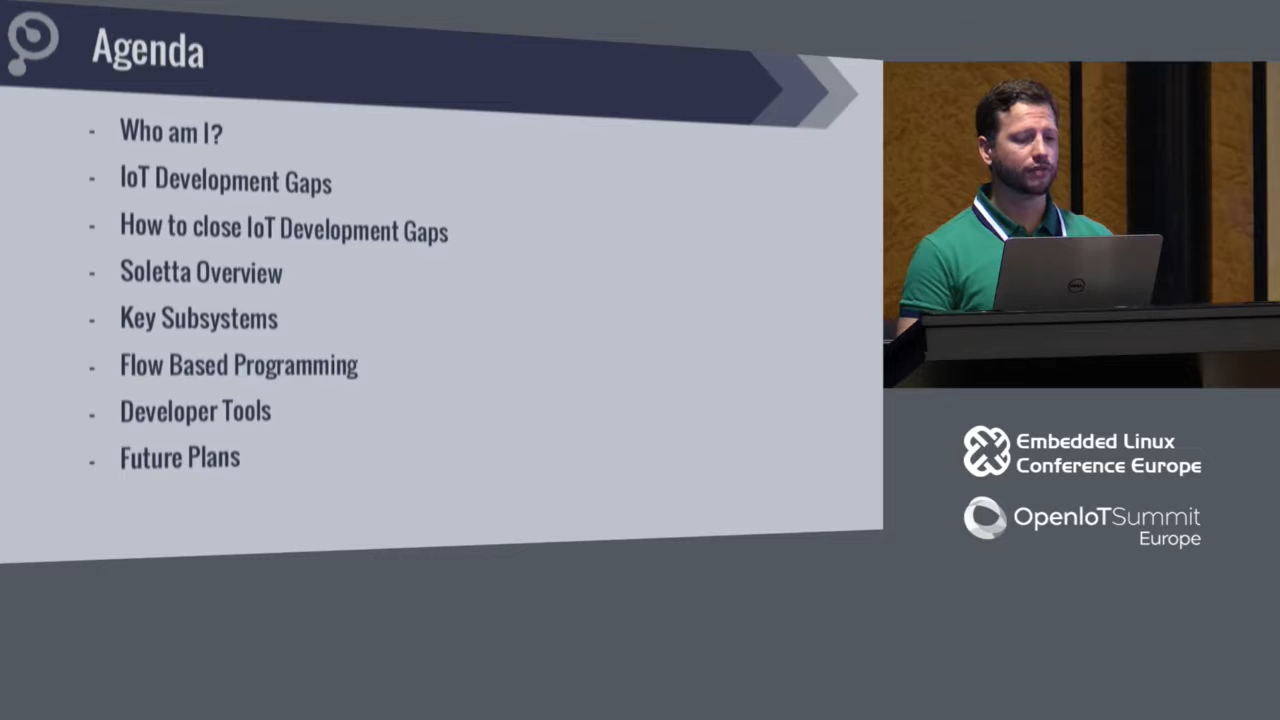 Agenda
- Who am I?
- IoT Development Gaps
- How to close IoT Development Gaps
- Soletta Overview
- Key Subsystems
- Flow Based Programming
- Developer Tools
- Future Plans
DELL
Embedded Linux
Conference Europe
OpenIoTSummit
Europe